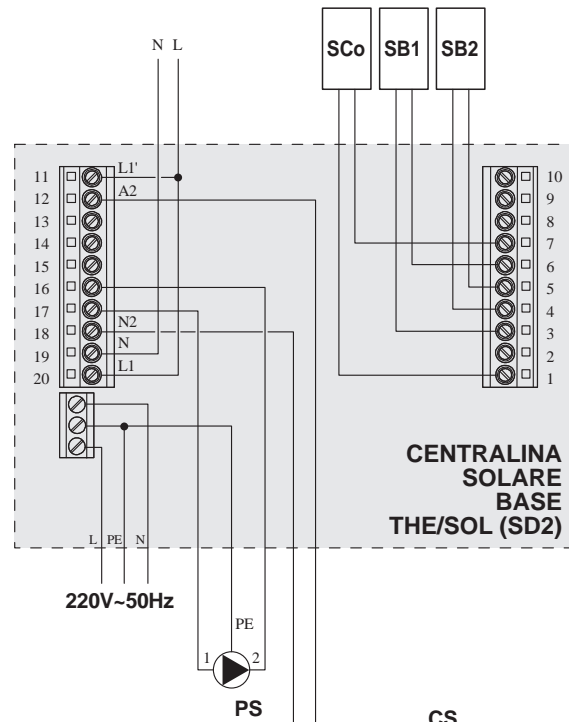 N L
SCo SB1 SB2
11 L1' 10
12 A2 9
13 8
14 7
15 6
16 5
17 4
18 N2 3
19 N 2
20 L1 1
CENTRALINA
SOLARE
BASE
THE/SOL (SD2)
L PE N
220V~50Hz
PE
1 2
PS CS